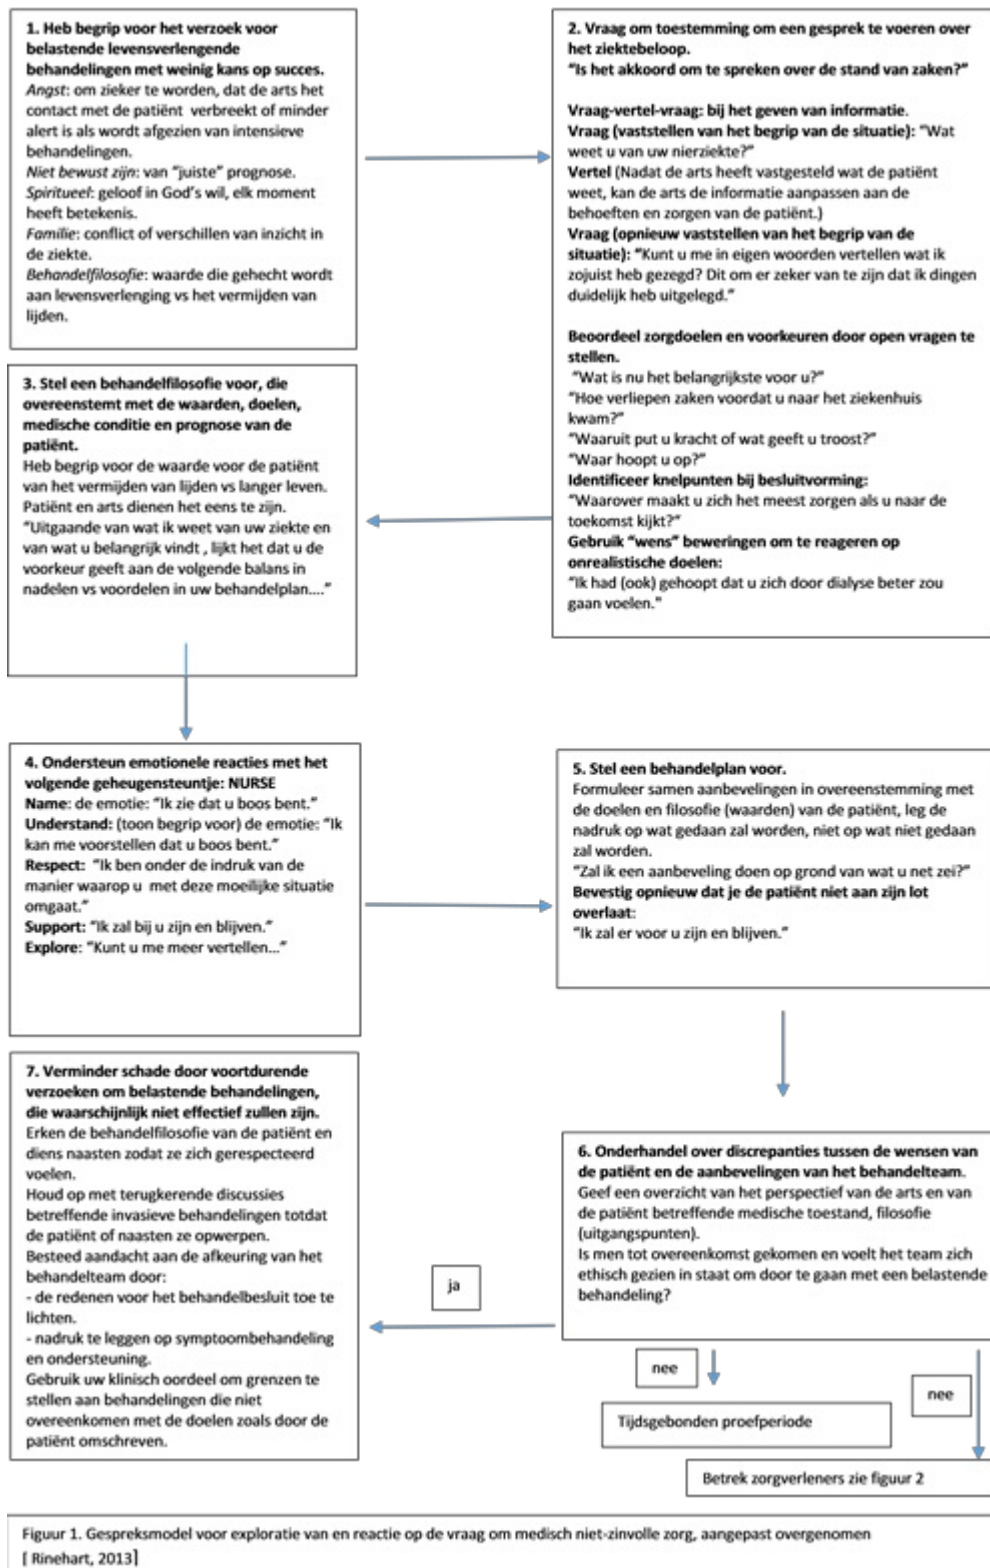 1. Heb begrip voor het verzoek voor
belastende levensverlengende
behandelingen met weinig kans op succes.
Angst: om zieker te worden, dat de arts het
contact met de patiënt verbreekt of minder
alert is als wordt afgezien van intensieve
behandelingen.
Niet bewust zijn: van “juiste” prognose.
Spiritueel: geloof in God’s wil, elk moment
heeft betekenis.
Familie: conflict of verschillen van inzicht in
de ziekte.
Behandelfilosofie: waarde die gehecht wordt
aan levensverlenging vs het vermijden van
lijden.
2. Vraag om toestemming om een gesprek te voeren over
het ziektebeloop.
“Is het akkoord om te spreken over de stand van zaken?”
Vraag-vertel-vraag: bij het geven van informatie.
Vraag (vaststellen van het begrip van de situatie): “Wat
weet u van uw nierziekte?”
Vertel (Nadat de arts heeft vastgesteld wat de patiënt
weet, kan de arts de informatie aanpassen aan de
behoeften en zorgen van de patiënt.)
Vraag (opnieuw vaststellen van het begrip van de
situatie): “Kunt u me in eigen woorden vertellen wat ik
zojuist heb gezegd? Dit om er zeker van te zijn dat ik dingen
duidelijk heb uitgelegd.”
Beoordeel zorgdoelen en voorkeuren door open vragen te
stellen.
“Wat is nu het belangrijkste voor u?”
“Hoe verliepen zaken voordat u naar het ziekenhuis
kwam?”
“Waaruit put u kracht of wat geeft u troost?”
“Waar hoopt u op?”
Identificeer knelpunten bij besluitvorming:
“Waarover maakt u zich het meest zorgen als u naar de
toekomst kijkt?”
Gebruik “wens” beweringen om te reageren op
onrealistische doelen:
“Ik had (ook) gehoopt dat u zich door dialyse beter zou
gaan voelen.”
3. Stel een behandelfilosofie voor, die
overeenstemt met de waarden, doelen,
medische conditie en prognose van de
patiënt.
Heb begrip voor de waarde voor de patiënt
van het vermijden van lijden vs langer leven.
Patiënt en arts dienen het eens te zijn.
“Uitgaande van wat ik weet van uw ziekte en
van wat u belangrijk vindt , lijkt het dat u de
voorkeur geeft aan de volgende balans in
nadelen vs voordelen in uw behandelplan....”
4. Ondersteun emotionele reacties met het
volgende geheugensteuntje: NURSE
Name: de emotie: “Ik zie dat u boos bent.”
Understand: (toon begrip voor) de emotie: “Ik
kan me voorstellen dat u boos bent.”
Respect: “Ik ben onder de indruk van de
manier waarop u met deze moeilijke situatie
omgaat.”
Support: “Ik zal bij u zijn en blijven.”
Explore: “Kunt u me meer vertellen...”
5. Stel een behandelplan voor.
Formuleer samen aanbevelingen in overeenstemming met
de doelen en filosofie (waarden) van de patiënt, leg de
nadruk op wat gedaan zal worden, niet op wat niet gedaan
zal worden.
“Zal ik een aanbeveling doen op grond van wat u net zei?”
Bevestig opnieuw dat je de patiënt niet aan zijn lot
overlaat:
“Ik zal er voor u zijn en blijven.”
6. Onderhandel over discrepanties tussen de wensen van
de patiënt en de aanbevelingen van het behandelteam.
Geef een overzicht van het perspectief van de arts en van
de patiënt betreffende medische toestand, filosofie
(uitgangspunten).
Is men tot overeenkomst gekomen en voelt het team zich
ethisch gezien in staat om door te gaan met een belastende
behandeling?
ja
nee
nee
Tijdsgebonden proefperiode
Betrek zorgverleners zie figuur 2
7. Verminder schade door voortdurende
verzoeken om belastende behandelingen,
die waarschijnlijk niet effectief zullen zijn.
Erken de behandelfilosofie van de patiënt en
diens naasten zodat ze zich gerespecteerd
voelen.
Houd op met terugkerende discussies
betreffende invasieve behandelingen totdat
de patiënt of naasten ze opwerpen.
Besteed aandacht aan de afkeuring van het
behandelteam door:
- de redenen voor het behandelbesluit toe te
lichten.
- nadruk te leggen op symptoombehandeling
en ondersteuning.
Gebruik uw klinisch oordeel om grenzen te
stellen aan behandelingen die niet
overeenkomen met de doelen zoals door de
patiënt omschreven.
Figuur 1. Gespreksmodel voor exploratie van en reactie op de vraag om medisch niet-zinvolle zorg, aangepast overgenomen
[ Rinehart, 2013]